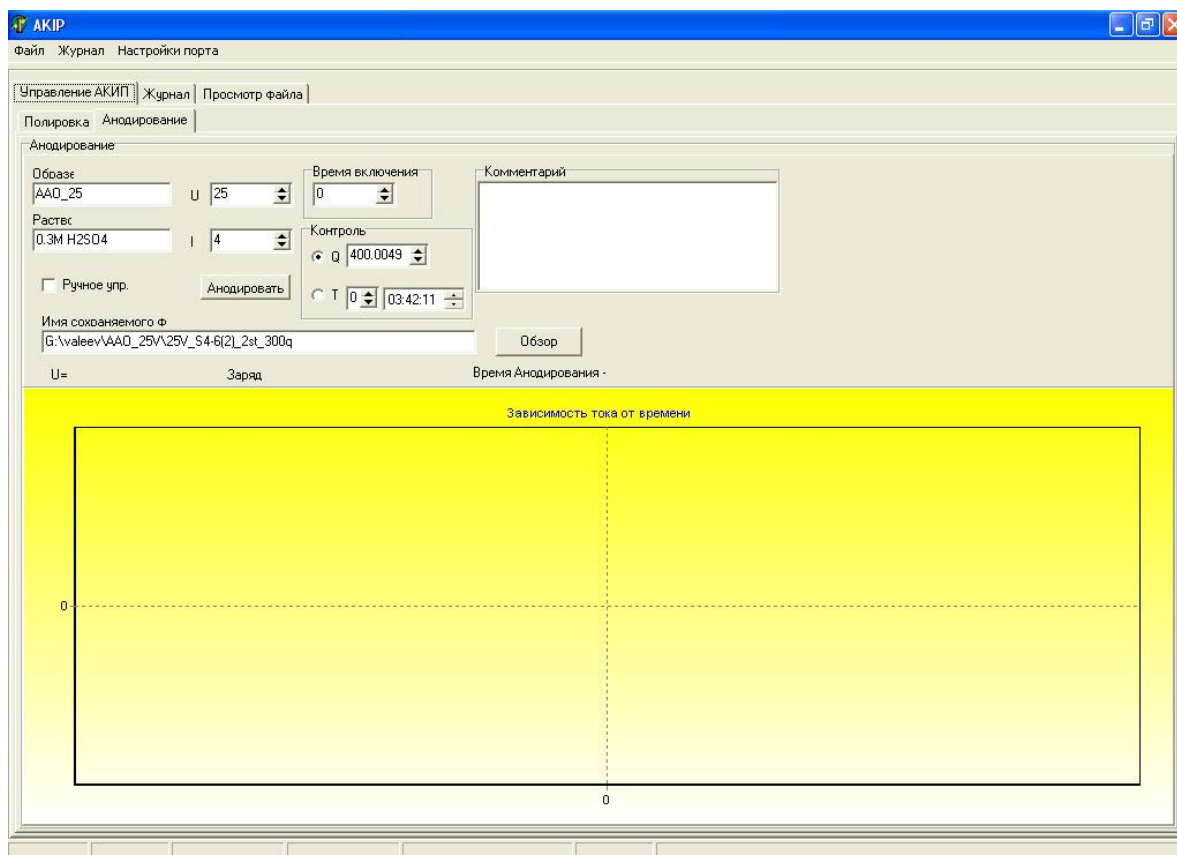 AKIP
Файл Журнал Настройки порта
Управление АКИП Журнал Просмотр файла
Полировка Анодирование
Анодирование
Образе Время включения Комментарий
AAO_25 U 25 0
Раство Контроль
0.3M H2SO4 I 4 Q 400.0049
Ручное упр. Анодировать T 0 03:42:11
Имя сохраняемого Ф
G:\valeev\AAO_25V\25V_S4-6(2)_2st_300q Обзор
U= Заряд Время Анодирования -
Зависимость тока от времени
0
0